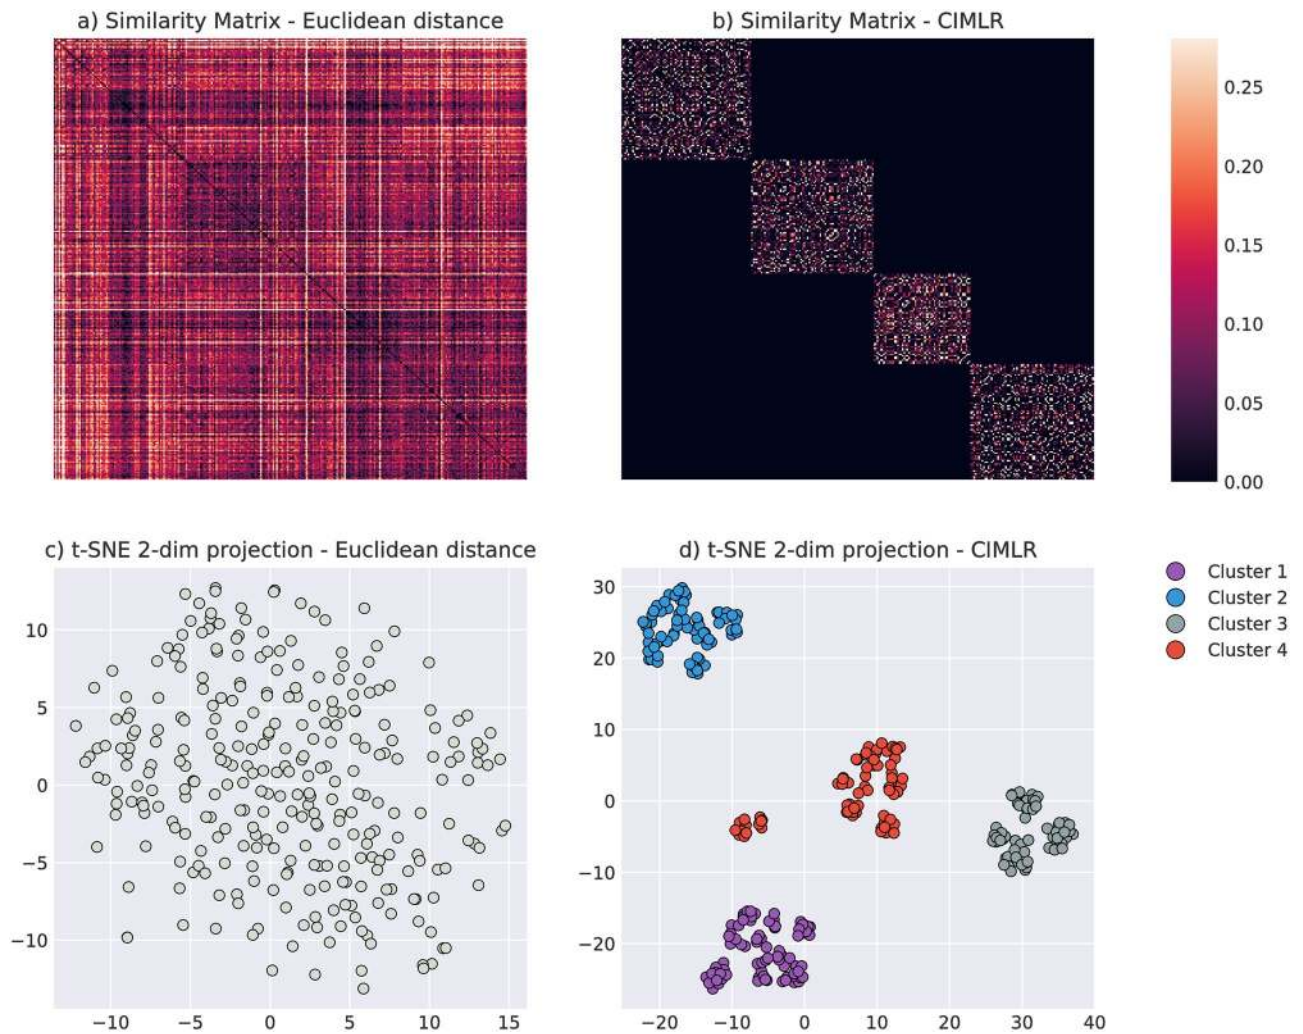 a) Similarity Matrix - Euclidean distance
b) Similarity Matrix - CIMLR
0.25
0.20
0.15
0.10
0.05
0.00
c) t-SNE 2-dim projection - Euclidean distance
10
5
0
−5
−10
−10 −5 0 5 10 15
d) t-SNE 2-dim projection - CIMLR
30
20
10
0
−10
−20
−20 −10 0 10 20 30 40
Cluster 1
Cluster 2
Cluster 3
Cluster 4